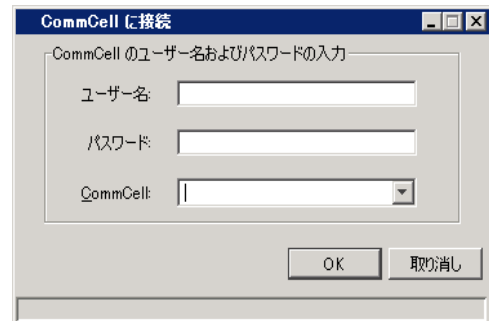 CommCell に接続
CommCell のユーザー名およびパスワードの入力
ユーザー名:
パスワード:
CommCell:
OK
取り消し